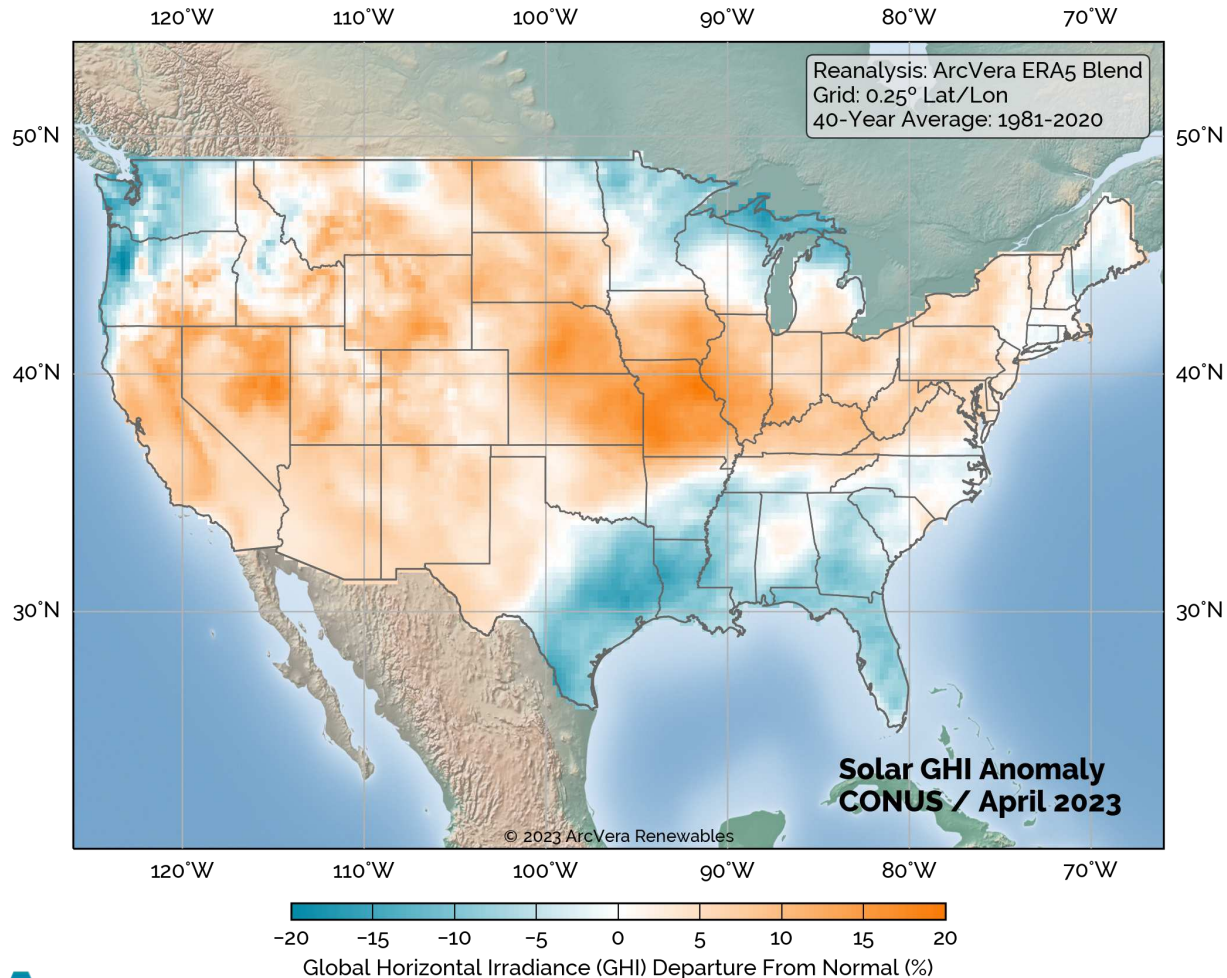 120°W 110°W 100°W 90°W 80°W 70°W
Reanalysis: ArcVera ERA5 Blend
Grid: 0.25º Lat/Lon
40-Year Average: 1981-2020
50°N 50°N
40°N 40°N
30°N 30°N
Solar GHI Anomaly
CONUS / April 2023
© 2023 ArcVera Renewables
120°W 110°W 100°W 90°W 80°W 70°W
−20 −15 −10 −5 0 5 10 15 20
Global Horizontal Irradiance (GHI) Departure From Normal (%)